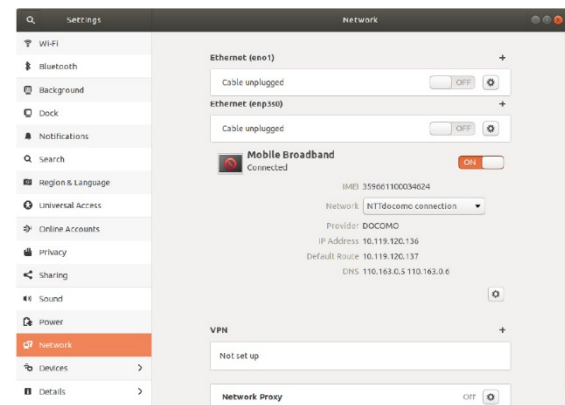 Settings
Network
Wi-Fi
Bluetooth
Background
Dock
Notifications
Search
Region & Language
Universal Access
Online Accounts
Privacy
Sharing
Sound
Power
Network
Devices
Details
Ethernet (eno1)
Cable unplugged
OFF
Ethernet (enp3s0)
Cable unplugged
OFF
Mobile Broadband
Connected
ON
IMEI 359661100034624
Network NTTdocomo connection
Provider DOCOMO
IP Address 10.119.120.136
Default Route 10.119.120.137
DNS 110.163.0.5 110.163.0.6
VPN
Not set up
Network Proxy
Off